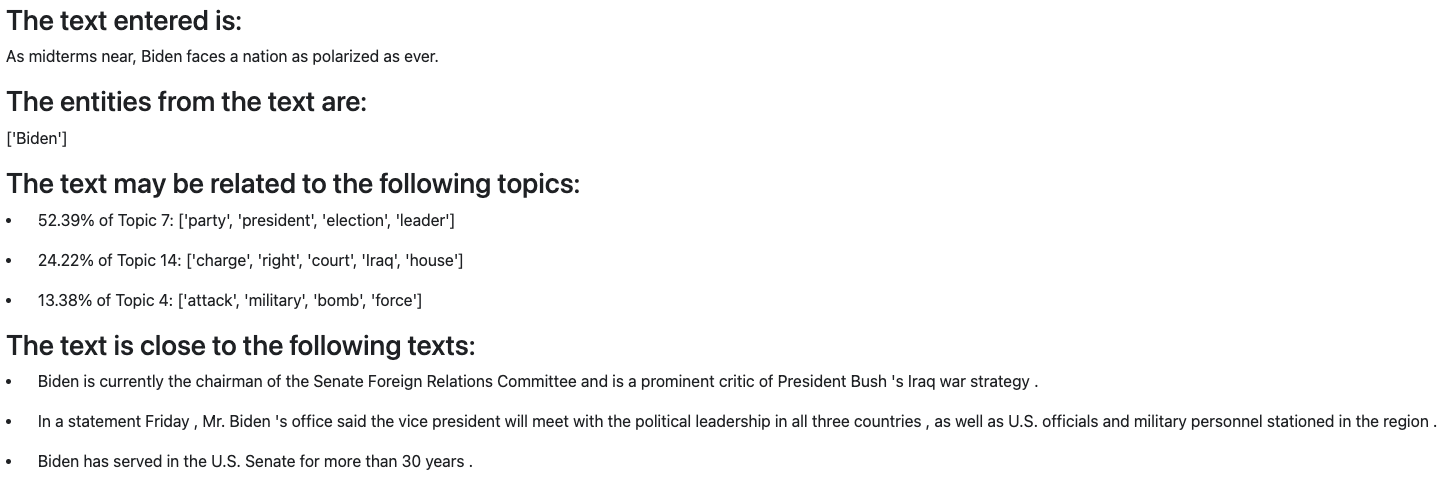 The text entered is:
As midterms near, Biden faces a nation as polarized as ever.
The entities from the text are:
['Biden']
The text may be related to the following topics:
• 52.39% of Topic 7: ['party', 'president', 'election', 'leader']
• 24.22% of Topic 14: ['charge', 'right', 'court', 'Iraq', 'house']
• 13.38% of Topic 4: ['attack', 'military', 'bomb', 'force']
The text is close to the following texts:
• Biden is currently the chairman of the Senate Foreign Relations Committee and is a prominent critic of President Bush 's Iraq war strategy .
• In a statement Friday , Mr. Biden 's office said the vice president will meet with the political leadership in all three countries , as well as U.S. officials and military personnel stationed in the region .
• Biden has served in the U.S. Senate for more than 30 years .